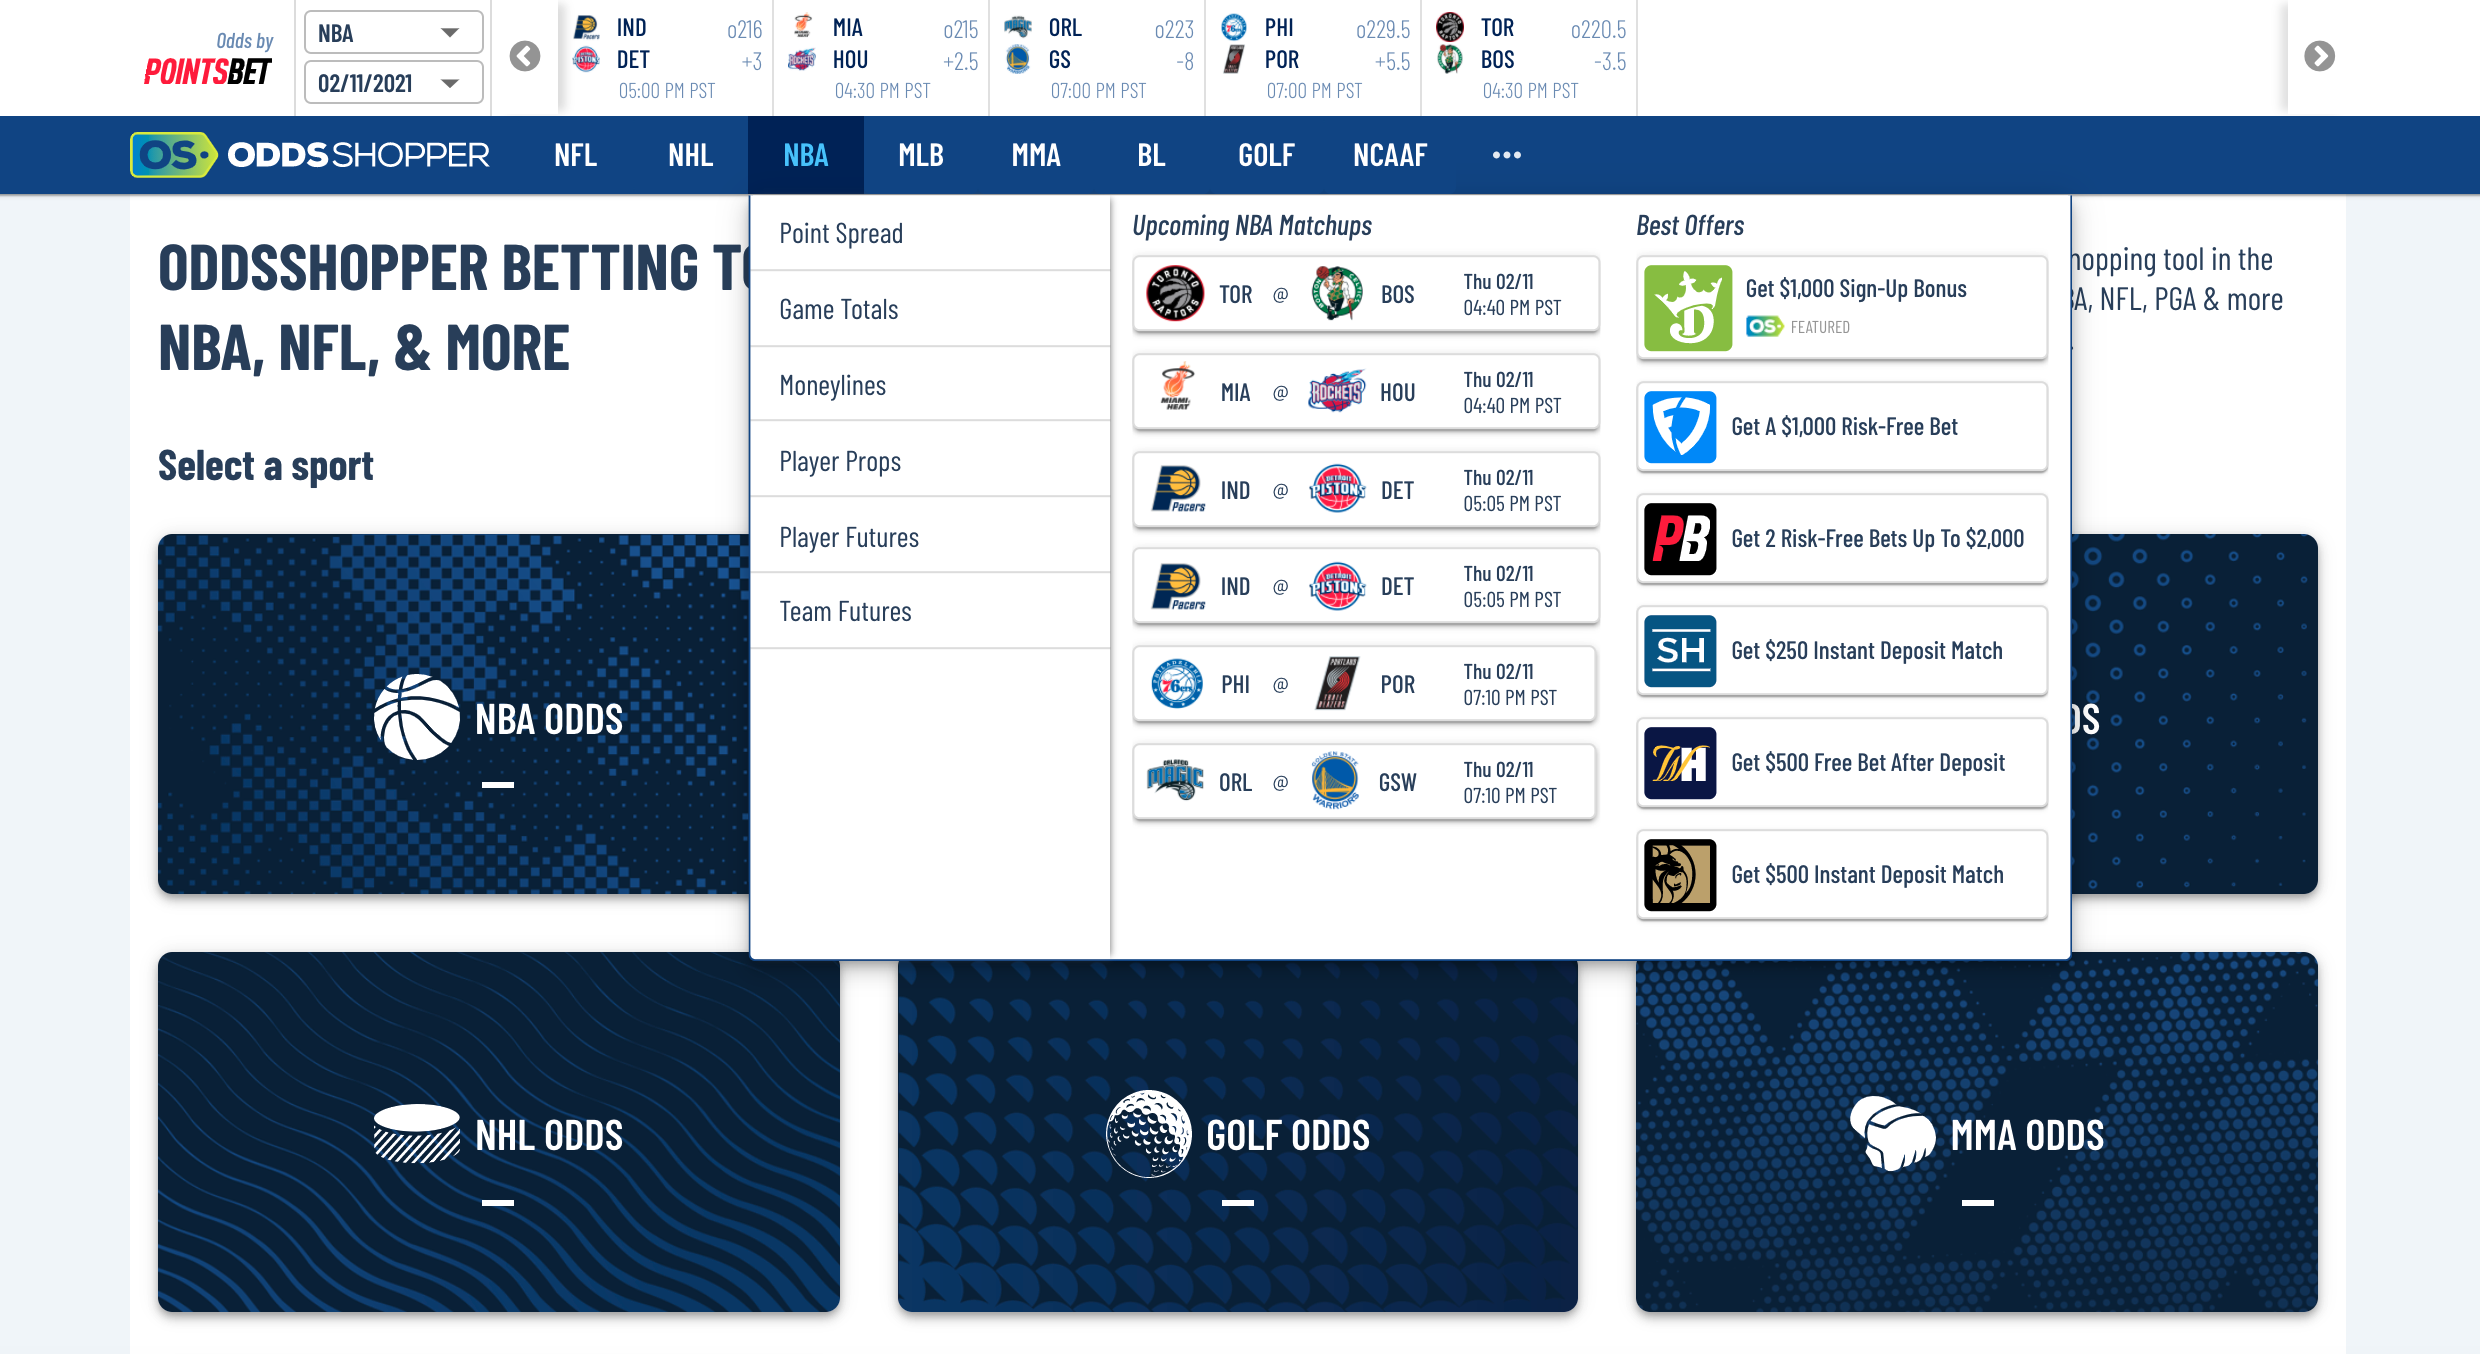 Odds by
POINTSBET
NBA
02/11/2021
IND o216
DET +3
05:00 PM PST
MIA o215
HOU +2.5
04:30 PM PST
ORL o223
GS -8
07:00 PM PST
PHI o229.5
POR +5.5
07:00 PM PST
TOR o220.5
BOS -3.5
04:30 PM PST
OS ODDSSHOPPER NFL NHL NBA MLB MMA BL GOLF NCAAF
ODDSSHOPPER BETTING
NBA, NFL, & MORE
hopping tool in the
BA, NFL, PGA & more
Select a sport
Point Spread
Game Totals
Moneylines
Player Props
Player Futures
Team Futures
Upcoming NBA Matchups
TOR @ BOS Thu 02/11
04:40 PM PST
MIA @ HOU Thu 02/11
04:40 PM PST
IND @ DET Thu 02/11
05:05 PM PST
IND @ DET Thu 02/11
05:05 PM PST
PHI @ POR Thu 02/11
07:10 PM PST
ORL @ GSW Thu 02/11
07:10 PM PST
Best Offers
Get $1,000 Sign-Up Bonus
OS FEATURED
Get A $1,000 Risk-Free Bet
PB Get 2 Risk-Free Bets Up To $2,000
SH Get $250 Instant Deposit Match
WH Get $500 Free Bet After Deposit
Get $500 Instant Deposit Match
NBA ODDS
DS
NHL ODDS
GOLF ODDS
MMA ODDS